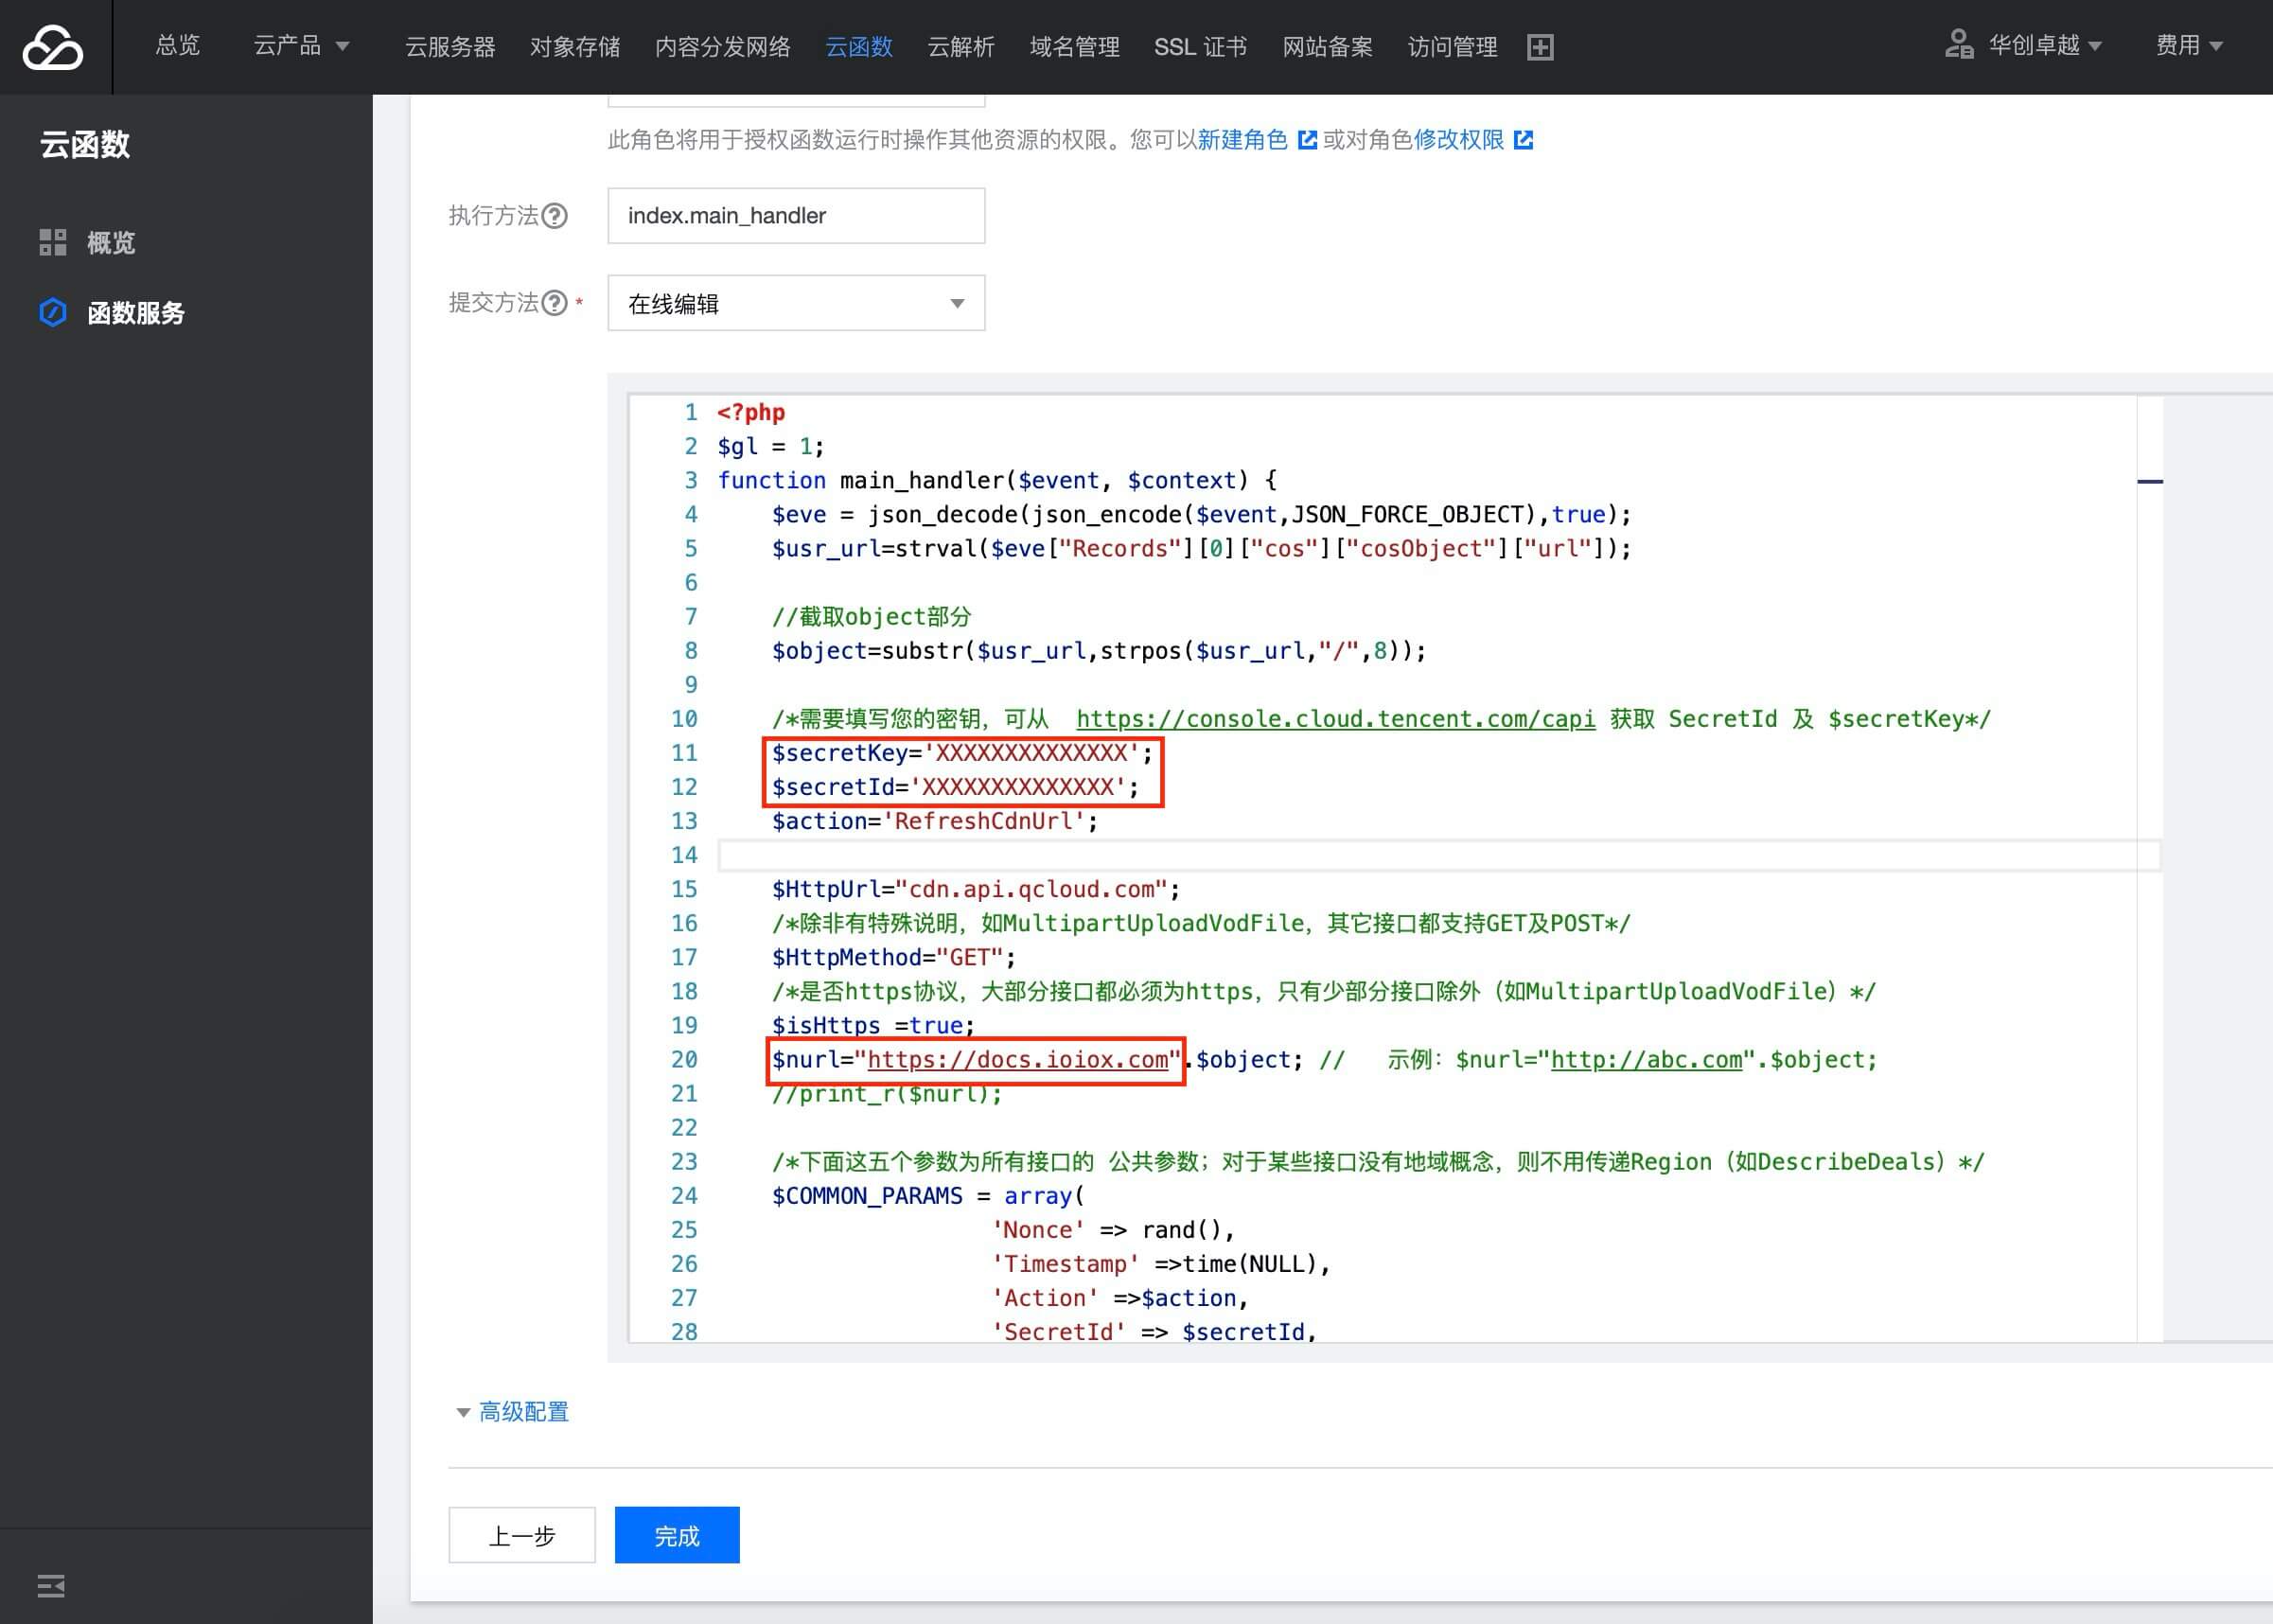 总览 云产品 云服务器 对象存储 内容分发网络 云函数 云解析 域名管理 SSL 证书 网站备案 访问管理 华创卓越 费用
云函数
概览
函数服务
此角色将用于授权函数运行时操作其他资源的权限。您可以新建角色 或对角色修改权限
执行方法 index.main_handler
提交方法 * 在线编辑
1 <?php
2 $gl = 1;
3 function main_handler($event, $context) {
4 $eve = json_decode(json_encode($event,JSON_FORCE_OBJECT),true);
5 $usr_url=strval($eve["Records"][0]["cos"]["cosObject"]["url"]);
6
7 //截取object部分
8 $object=substr($usr_url,strpos($usr_url,"/",8));
9
10 /*需要填写您的密钥，可从 https://console.cloud.tencent.com/capi 获取 SecretId 及 $secretKey*/
11 $secretKey='XXXXXXXXXXXXXX';
12 $secretId='XXXXXXXXXXXXXX';
13 $action='RefreshCdnUrl';
14
15 $HttpUrl="cdn.api.qcloud.com";
16 /*除非有特殊说明，如MultipartUploadVodFile，其它接口都支持GET及POST*/
17 $HttpMethod="GET";
18 /*是否https协议，大部分接口都必须为https，只有少部分接口除外（如MultipartUploadVodFile）*/
19 $isHttps =true;
20 $nurl="https://docs.ioiox.com".$object; // 示例：$nurl="http://abc.com".$object;
21 //print_r($nurl);
22
23 /*下面这五个参数为所有接口的 公共参数；对于某些接口没有地域概念，则不用传递Region（如DescribeDeals）*/
24 $COMMON_PARAMS = array(
25 'Nonce' => rand(),
26 'Timestamp' =>time(NULL),
27 'Action' =>$action,
28 'SecretId' => $secretId,
高级配置
上一步 完成